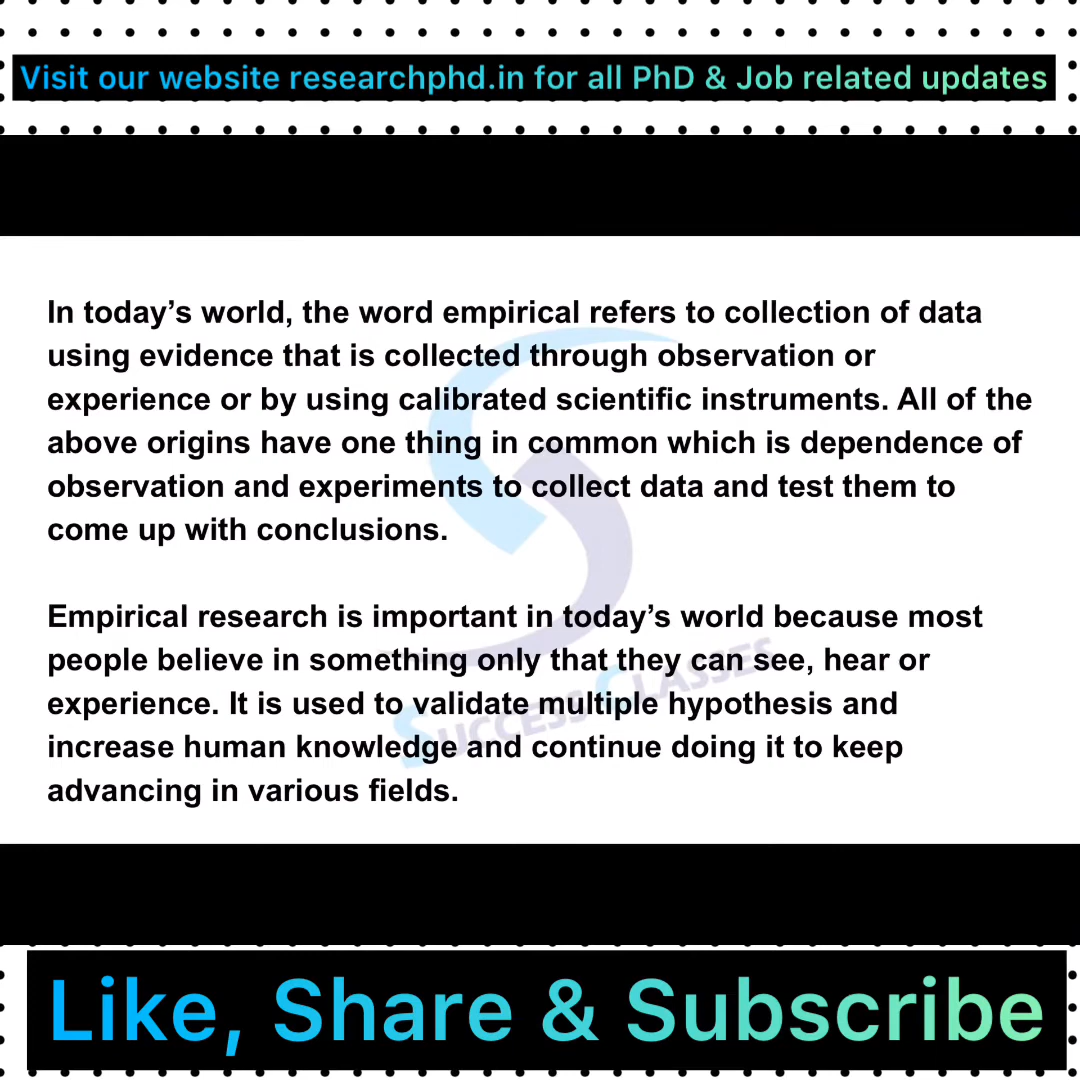 Visit our website researchphd.in for all PhD & Job related updates
In today’s world, the word empirical refers to collection of data
using evidence that is collected through observation or
experience or by using calibrated scientific instruments. All of the
above origins have one thing in common which is dependence of
observation and experiments to collect data and test them to
come up with conclusions.
Empirical research is important in today’s world because most
people believe in something only that they can see, hear or
experience. It is used to validate multiple hypothesis and
increase human knowledge and continue doing it to keep
advancing in various fields.
Success Classes
Like, Share & Subscribe